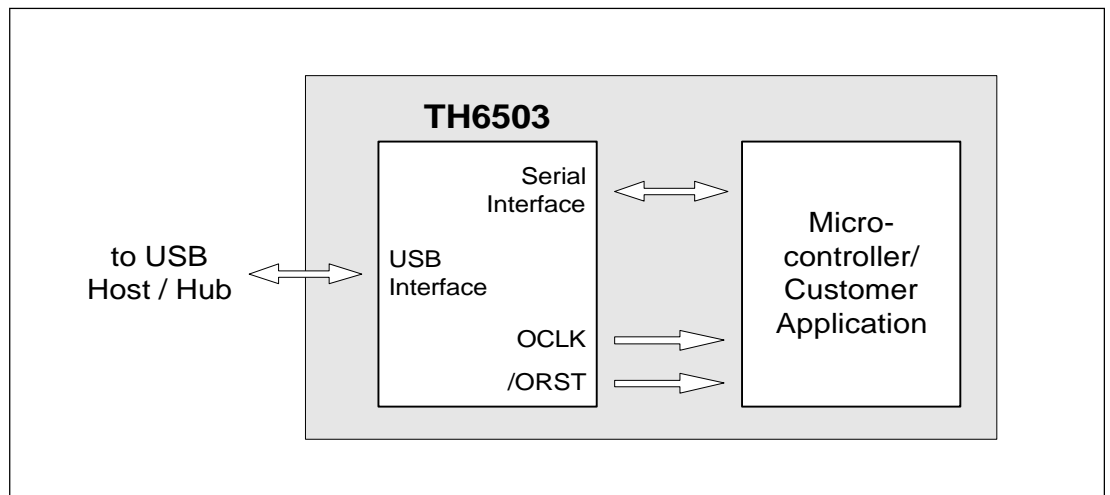 TH6503
Serial
Interface
to USB
Host / Hub
USB
Interface
OCLK
/ORST
Micro-
controller/
Customer
Application